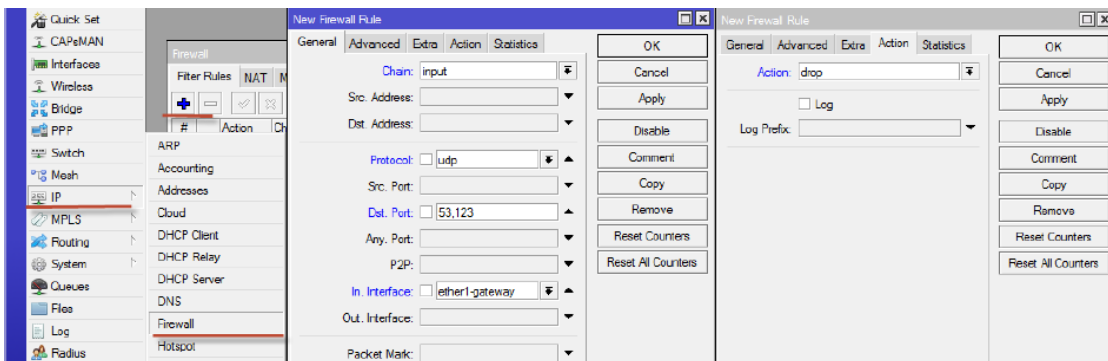 Quick Set
CAPsMAN
Interfaces
Wireless
Bridge
PPP
Switch
Mesh
IP
MPLS
Routing
System
Queues
Files
Log
Radius
Firewall
Filter Rules NAT M
# Action Ch
ARP
Accounting
Addresses
Cloud
DHCP Client
DHCP Relay
DHCP Server
DNS
Firewall
Hotspot
New Firewall Rule
General Advanced Extra Action Statistics
Chain: input
Src. Address:
Dst. Address:
Protocol: udp
Src. Port:
Dst. Port: 53,123
Any. Port:
P2P:
In. Interface: ether1-gateway
Out. Interface:
Packet Mark:
OK
Cancel
Apply
Disable
Comment
Copy
Remove
Reset Counters
Reset All Counters
New Firewall Rule
General Advanced Extra Action Statistics
Action: drop
Log
Log Prefix:
OK
Cancel
Apply
Disable
Comment
Copy
Remove
Reset Counters
Reset All Counters